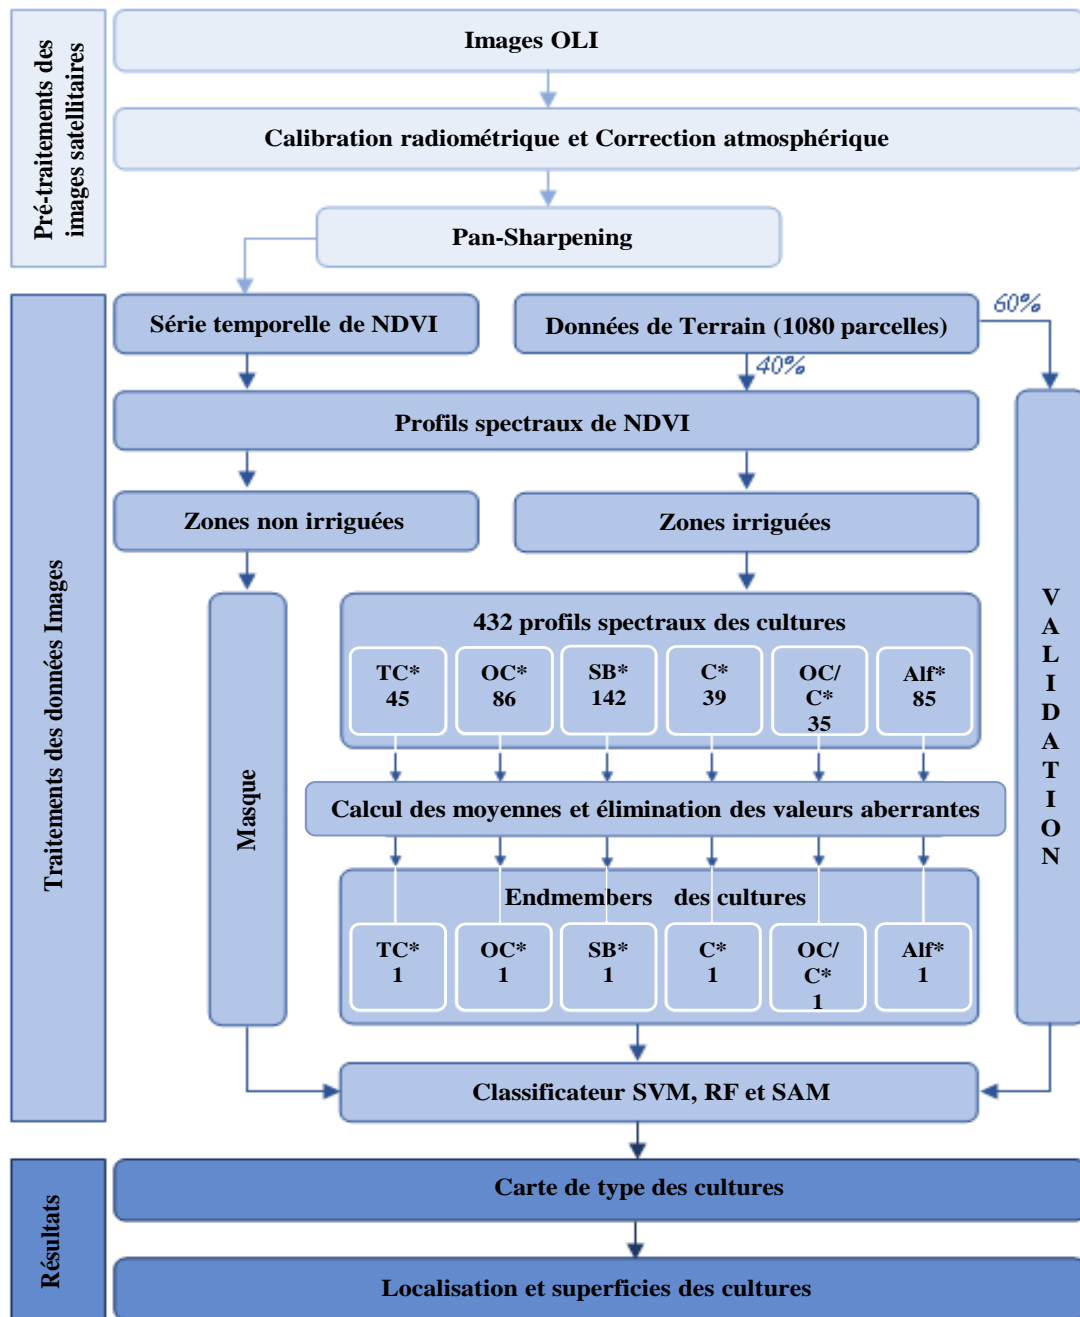 Pré-traitements des
images satellitaires
Images OLI
Calibration radiométrique et Correction atmosphérique
Pan-Sharpening
Traitements des données Images
Série temporelle de NDVI
Données de Terrain (1080 parcelles)
60%
40%
Profils spectraux de NDVI
Zones non irriguées
Zones irriguées
Masque
VALIDATION
432 profils spectraux des cultures
TC*
45
OC*
86
SB*
142
C*
39
OC/
C*
35
Alf*
85
Calcul des moyennes et élimination des valeurs aberrantes
Endmembers des cultures
TC*
1
OC*
1
SB*
1
C*
1
OC/
C*
1
Alf*
1
Classificateur SVM, RF et SAM
Résultats
Carte de type des cultures
Localisation et superficies des cultures